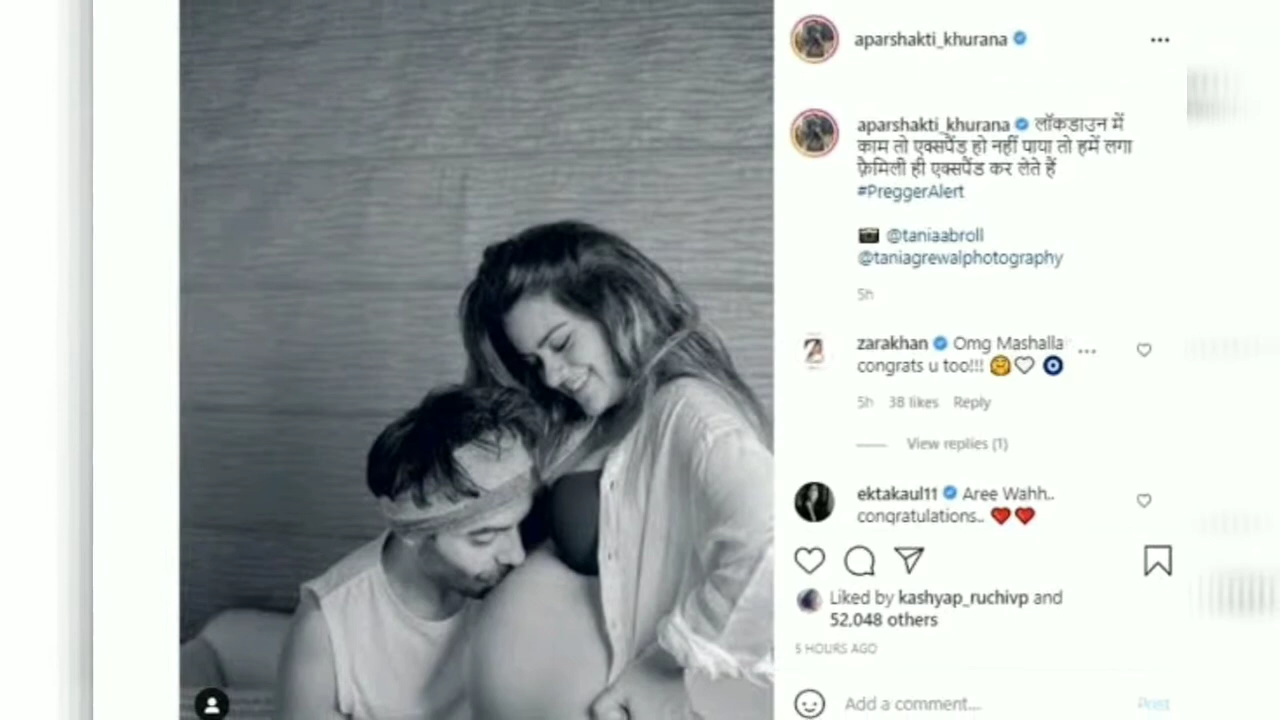 aparshakti_khurana
aparshakti_khurana लॉकडाउन में
काम तो एक्सपैंड हो नहीं पाया तो हमें लगा
फ़ैमिली ही एक्सपैंड कर लेते हैं
#PreggerAlert
@taniaabroll
@taniagrewalphotography
5h
zarakhan Omg Mashalla
congrats u too!!!
5h 38 likes Reply
View replies (1)
ektakaul11 Aree Wahh..
congratulations..
Liked by kashyap_ruchivp and
52,048 others
5 HOURS AGO
Add a comment... Post